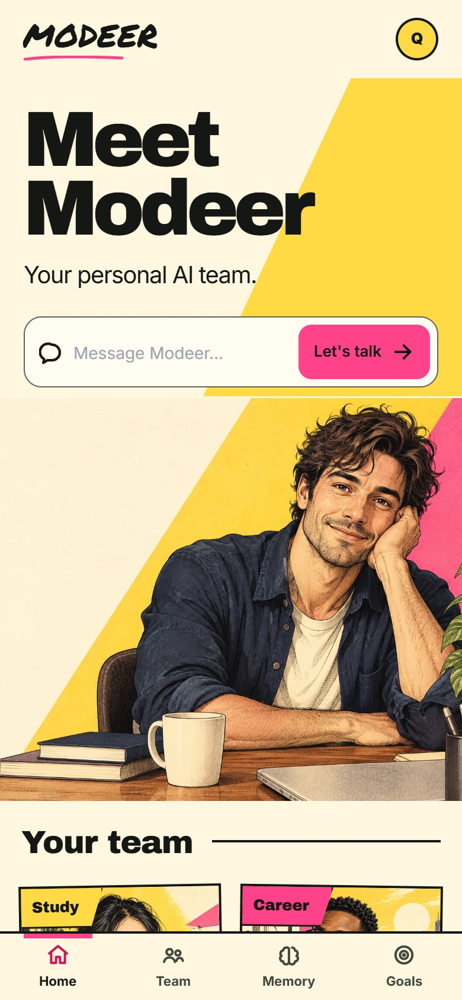 MODEER
Q
Meet
Modeer
Your personal AI team.
Message Modeer...
Let's talk
Your team
Study
Career
Home
Team
Memory
Goals